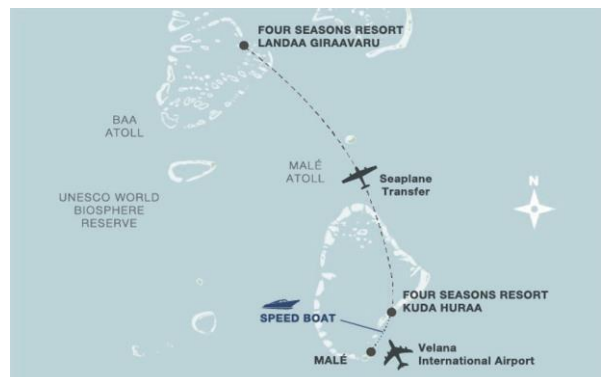 FOUR SEASONS RESORT
LANDAA GIRAAVARU
BAA
ATOLL
MALÉ
ATOLL
Seaplane
Transfer
UNESCO WORLD
BIOSPHERE
RESERVE
N
FOUR SEASONS RESORT
KUDA HURAA
SPEED BOAT
MALÉ
Velana
International Airport